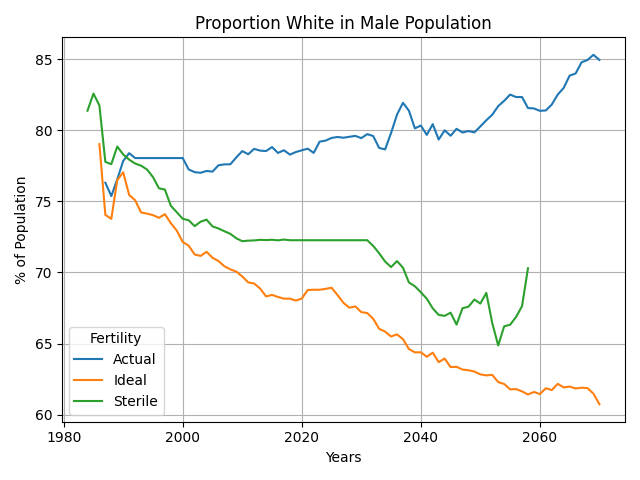 Proportion White in Male Population
% of Population
85
80
75
70
65
60
Fertility
Actual
Ideal
Sterile
1980
2000
2020
2040
2060
Years